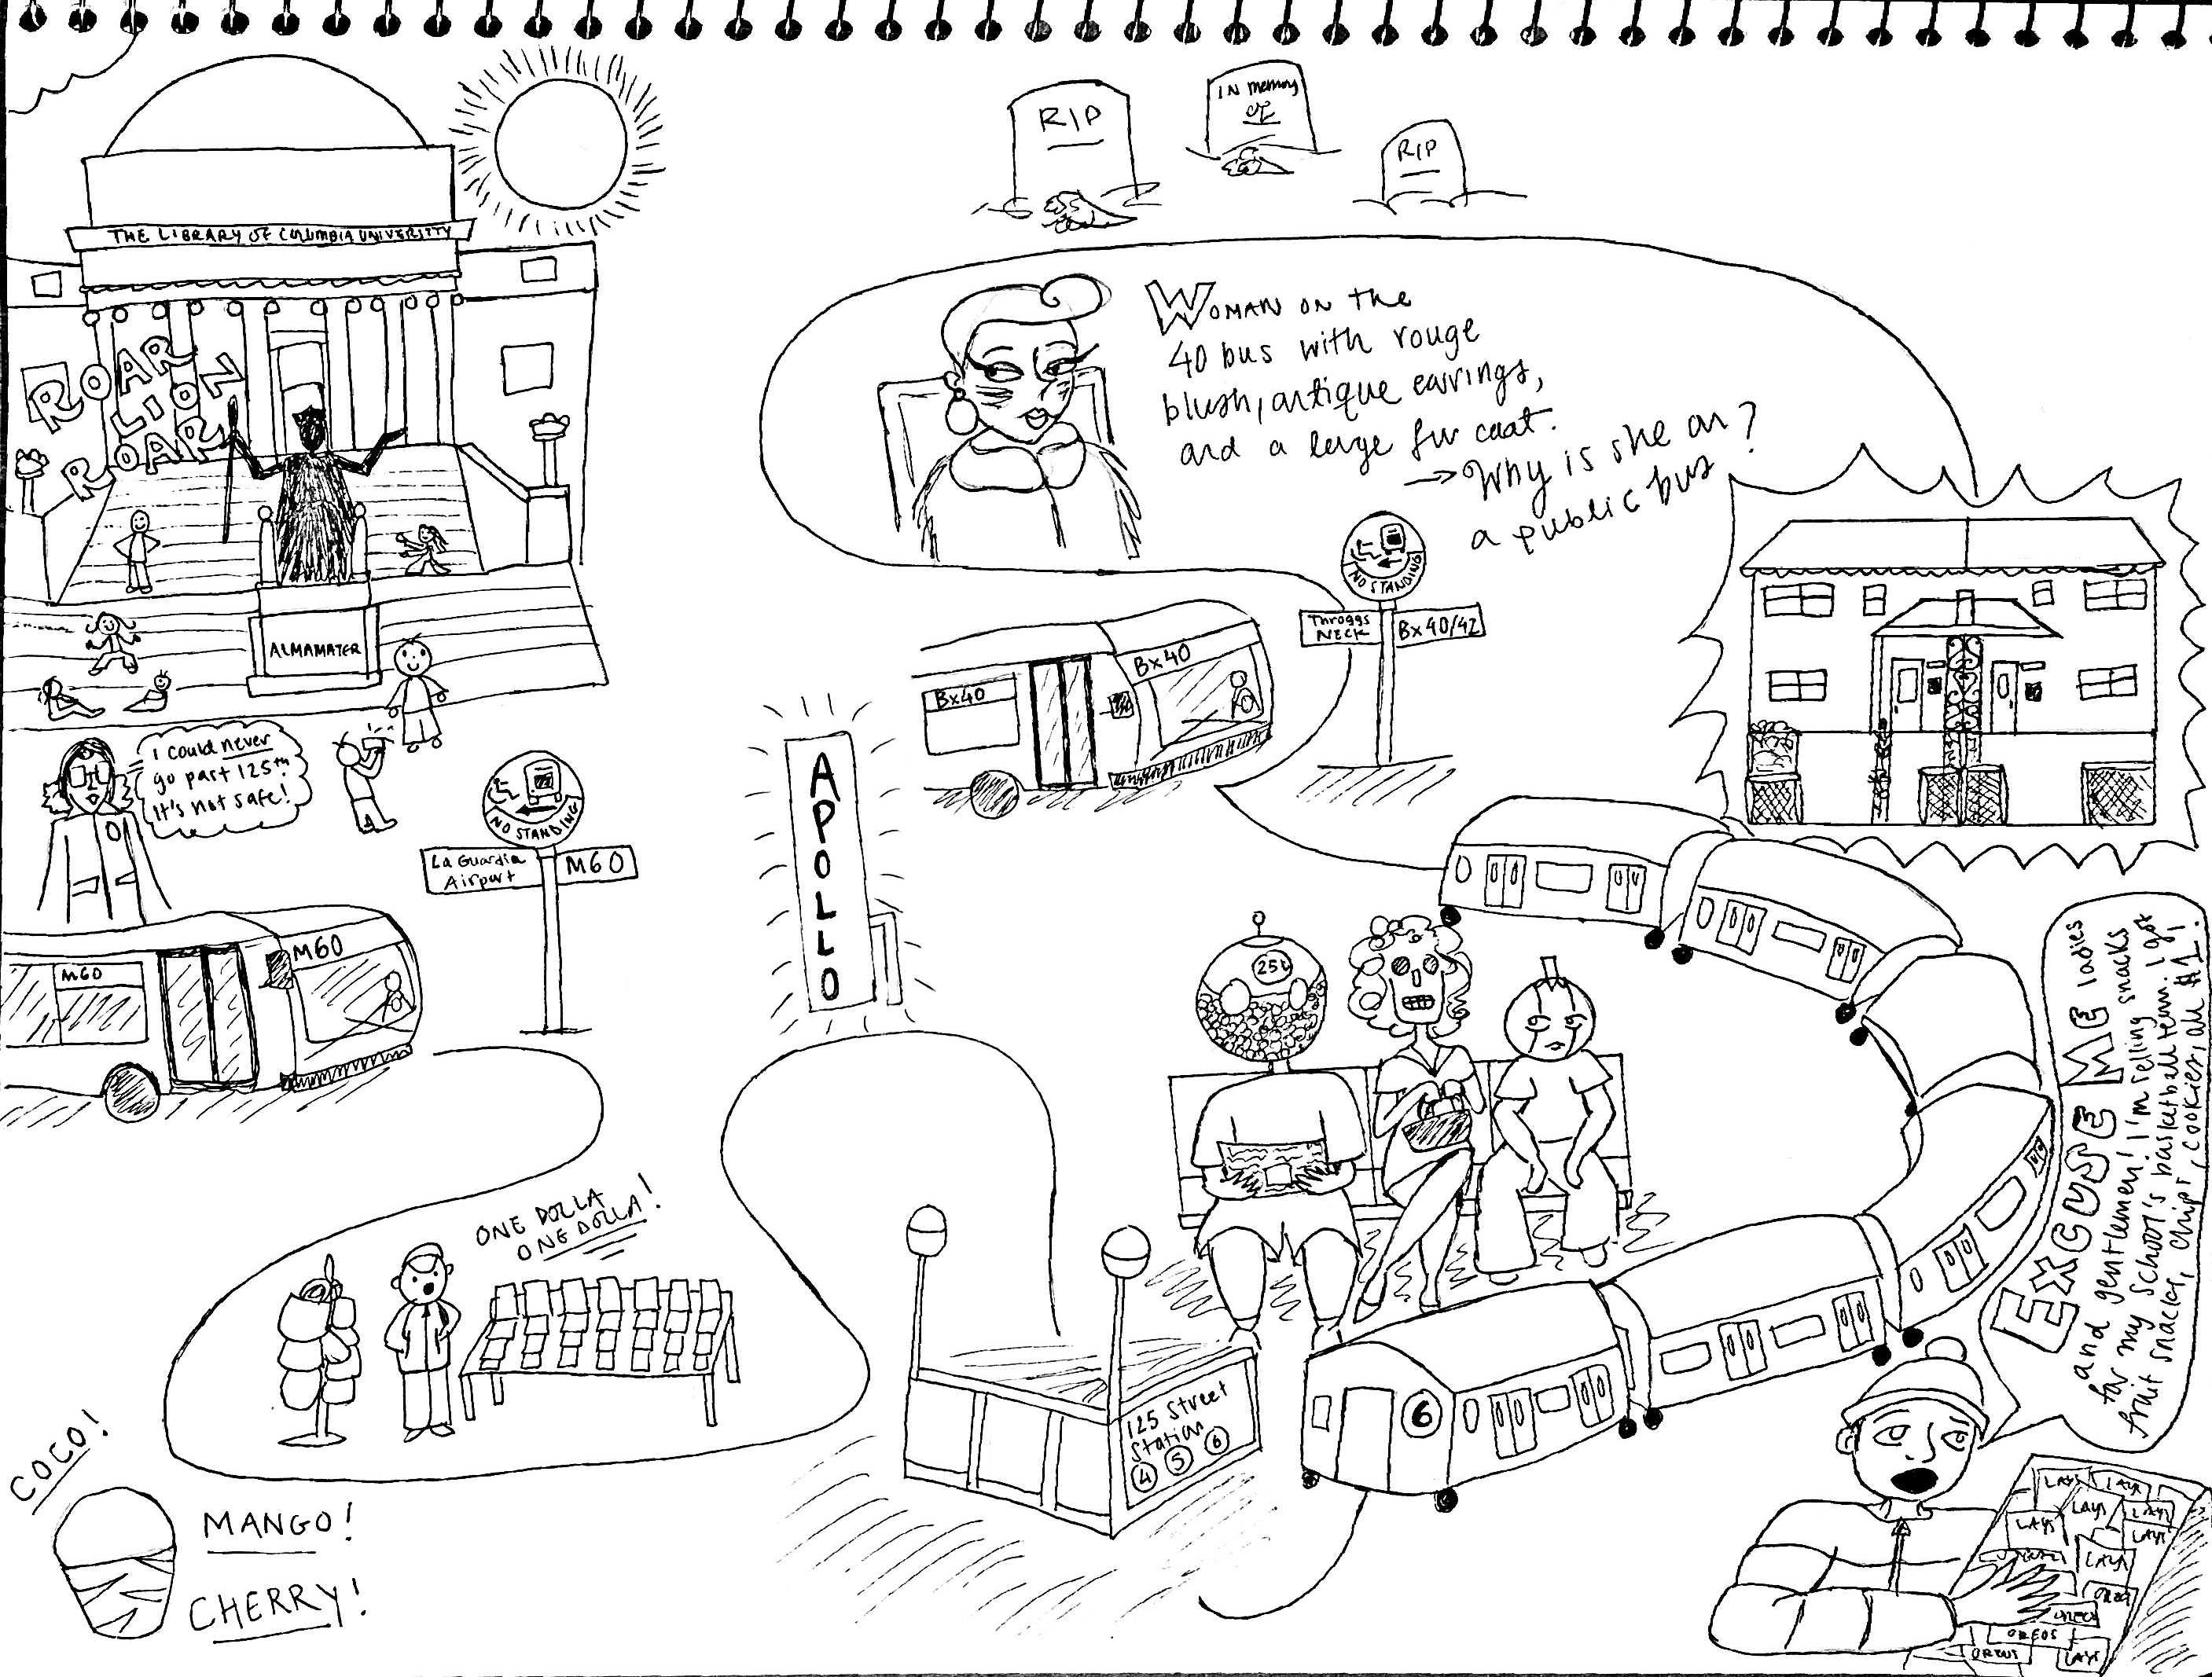 THE LIBRARY OF COLUMBIA UNIVERSITY
ROAR
LION
ROAR
ALMAMATER
I could never
go part 125th
It's not safe!
NO STANDING
La Guardia
Airport
M60
M60
M60
ONE DOLLA
ONE DOLLA!
COCO!
MANGO!
CHERRY!
APOLLO
125 Street
Station
4 5 6
6
25¢
EXCUSE ME ladies
and gentlemen! I'm selling snacks
for my school's basketball team. I got
fruit snacks, chips, cookies, all $1!
LAYS
LAYS
LAYS
LAYS
LAYS
LAYS
LAYS
OREO
OREOS
OREOS
OREOS
LAYS
Bx40
Bx40
NO STANDING
Throggs
NECK
Bx40/42
WOMAN ON the
40 bus with rouge
blush, antique earrings,
and a large fur coat.
→ Why is she on
a public bus?
RIP
IN memory
of
RIP